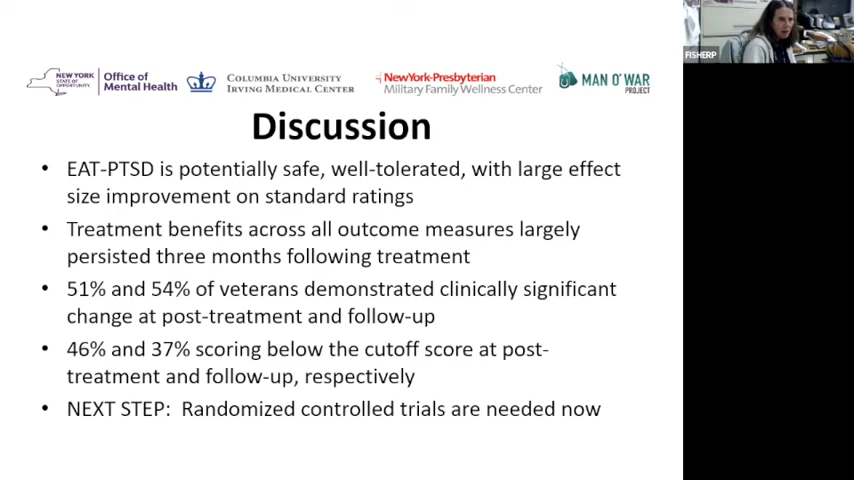 NEW YORK
STATE OF
OPPORTUNITY.
Office of
Mental Health
COLUMBIA UNIVERSITY
IRVING MEDICAL CENTER
NewYork-Presbyterian
Military Family Wellness Center
MAN O' WAR
PROJECT
FISHERP
Discussion
• EAT-PTSD is potentially safe, well-tolerated, with large effect
size improvement on standard ratings
• Treatment benefits across all outcome measures largely
persisted three months following treatment
• 51% and 54% of veterans demonstrated clinically significant
change at post-treatment and follow-up
• 46% and 37% scoring below the cutoff score at post-
treatment and follow-up, respectively
• NEXT STEP: Randomized controlled trials are needed now